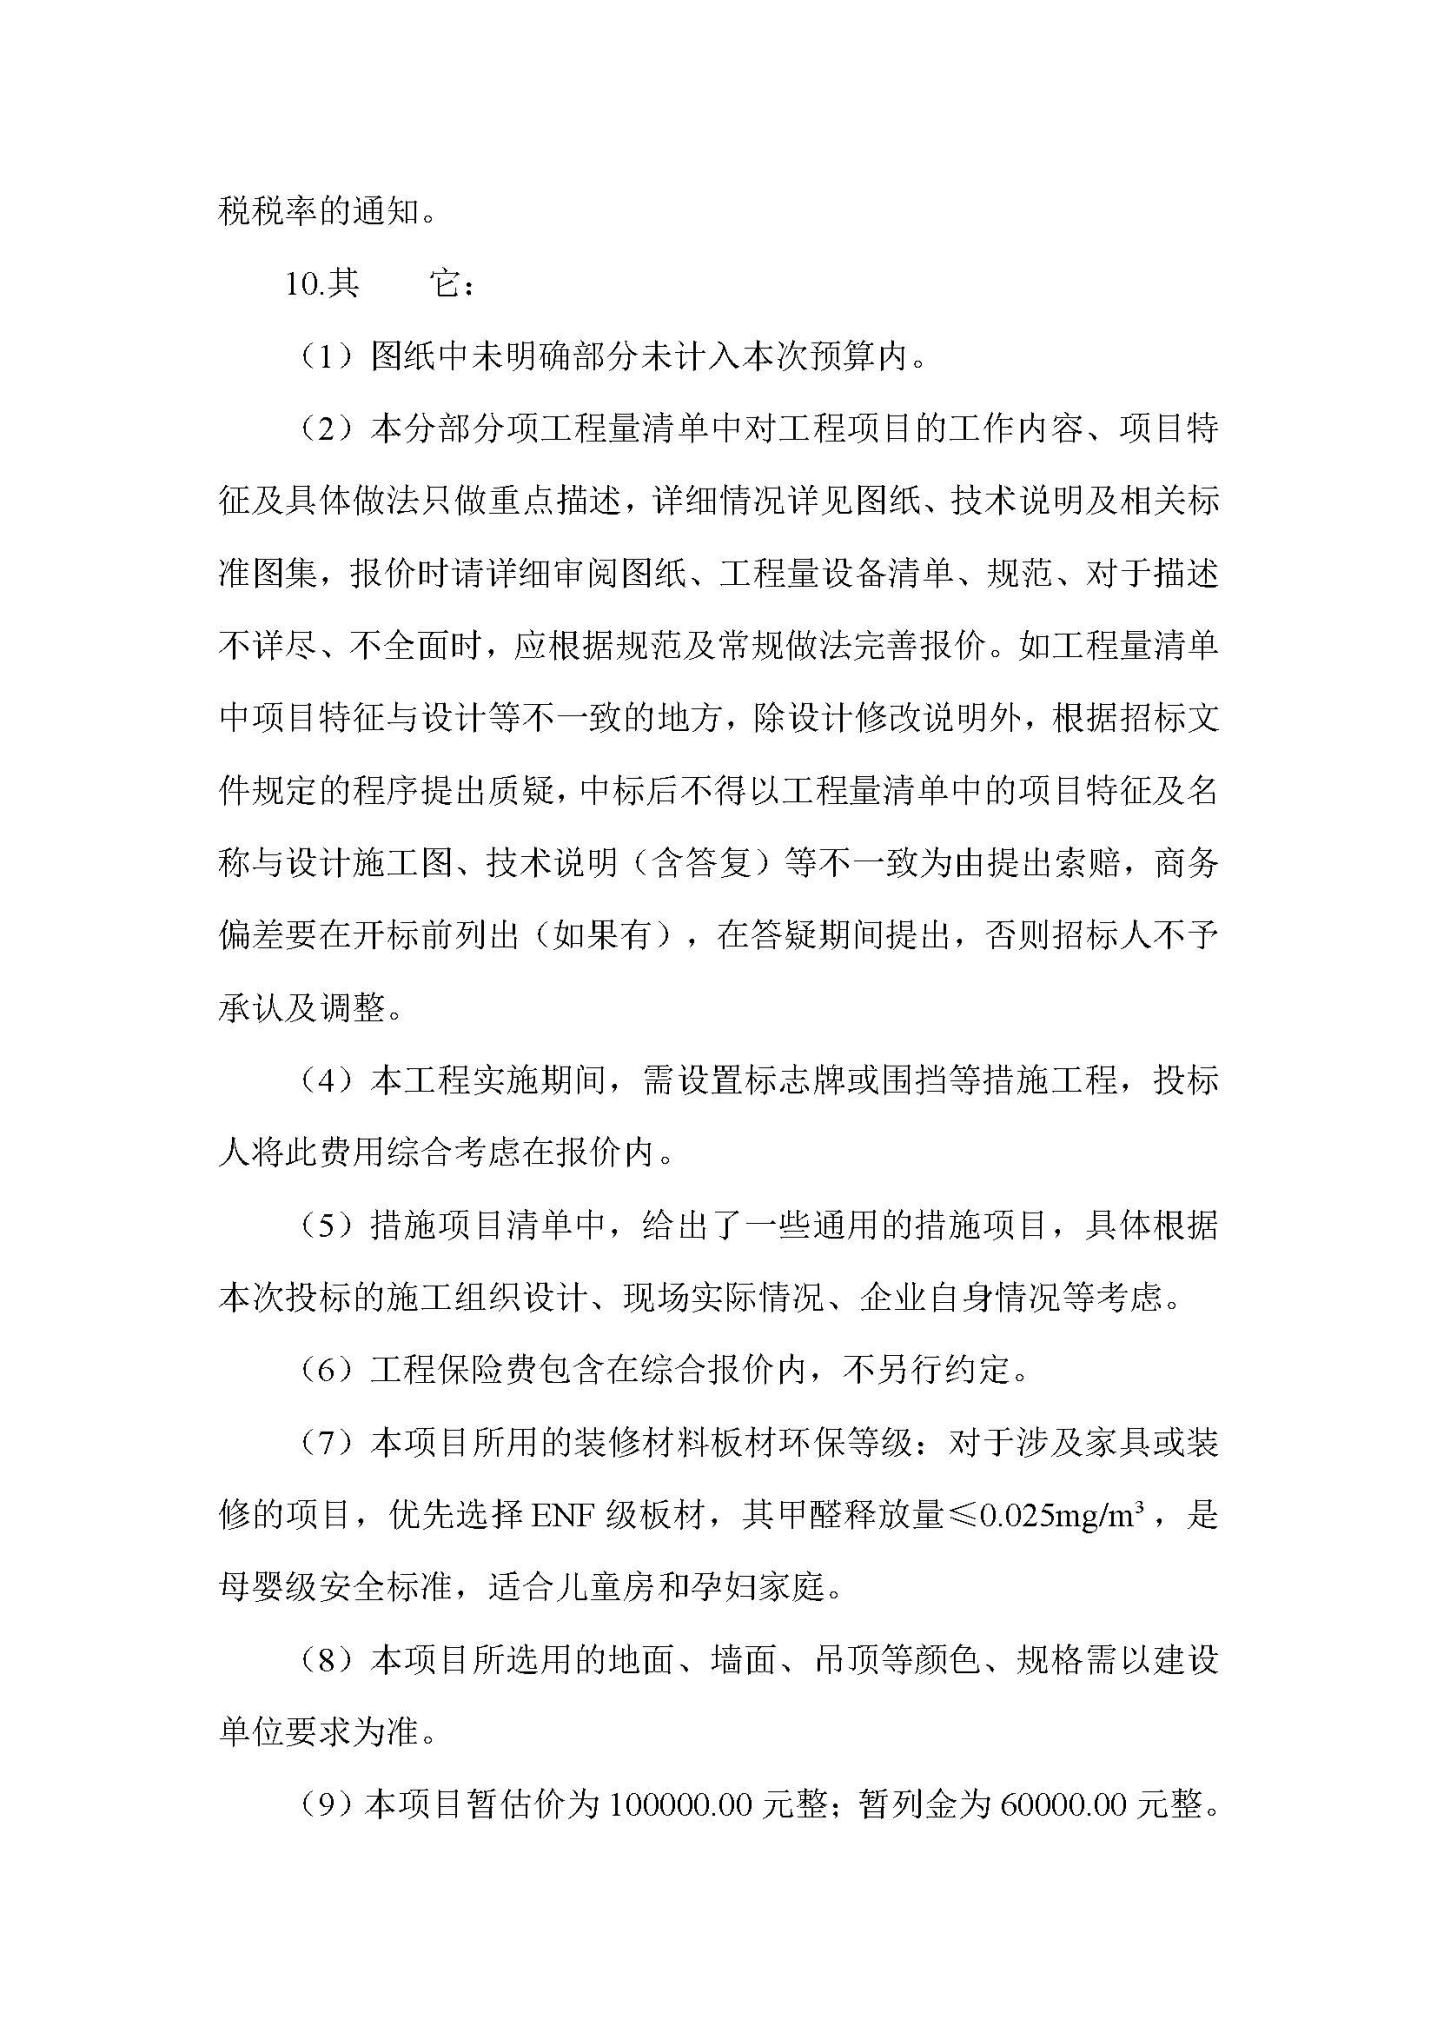 税税率的通知。
10.其　　它：
（1）图纸中未明确部分未计入本次预算内。
（2）本分部分项工程量清单中对工程项目的工作内容、项目特
征及具体做法只做重点描述，详细情况详见图纸、技术说明及相关标
准图集，报价时请详细审阅图纸、工程量设备清单、规范、对于描述
不详尽、不全面时，应根据规范及常规做法完善报价。如工程量清单
中项目特征与设计等不一致的地方，除设计修改说明外，根据招标文
件规定的程序提出质疑，中标后不得以工程量清单中的项目特征及名
称与设计施工图、技术说明（含答复）等不一致为由提出索赔，商务
偏差要在开标前列出（如果有），在答疑期间提出，否则招标人不予
承认及调整。
（4）本工程实施期间，需设置标志牌或围挡等措施工程，投标
人将此费用综合考虑在报价内。
（5）措施项目清单中，给出了一些通用的措施项目，具体根据
本次投标的施工组织设计、现场实际情况、企业自身情况等考虑。
（6）工程保险费包含在综合报价内，不另行约定。
（7）本项目所用的装修材料板材环保等级：对于涉及家具或装
修的项目，优先选择 ENF 级板材，其甲醛释放量≤0.025mg/m³，是
母婴级安全标准，适合儿童房和孕妇家庭。
（8）本项目所选用的地面、墙面、吊顶等颜色、规格需以建设
单位要求为准。
（9）本项目暂估价为 100000.00 元整；暂列金为 60000.00 元整。